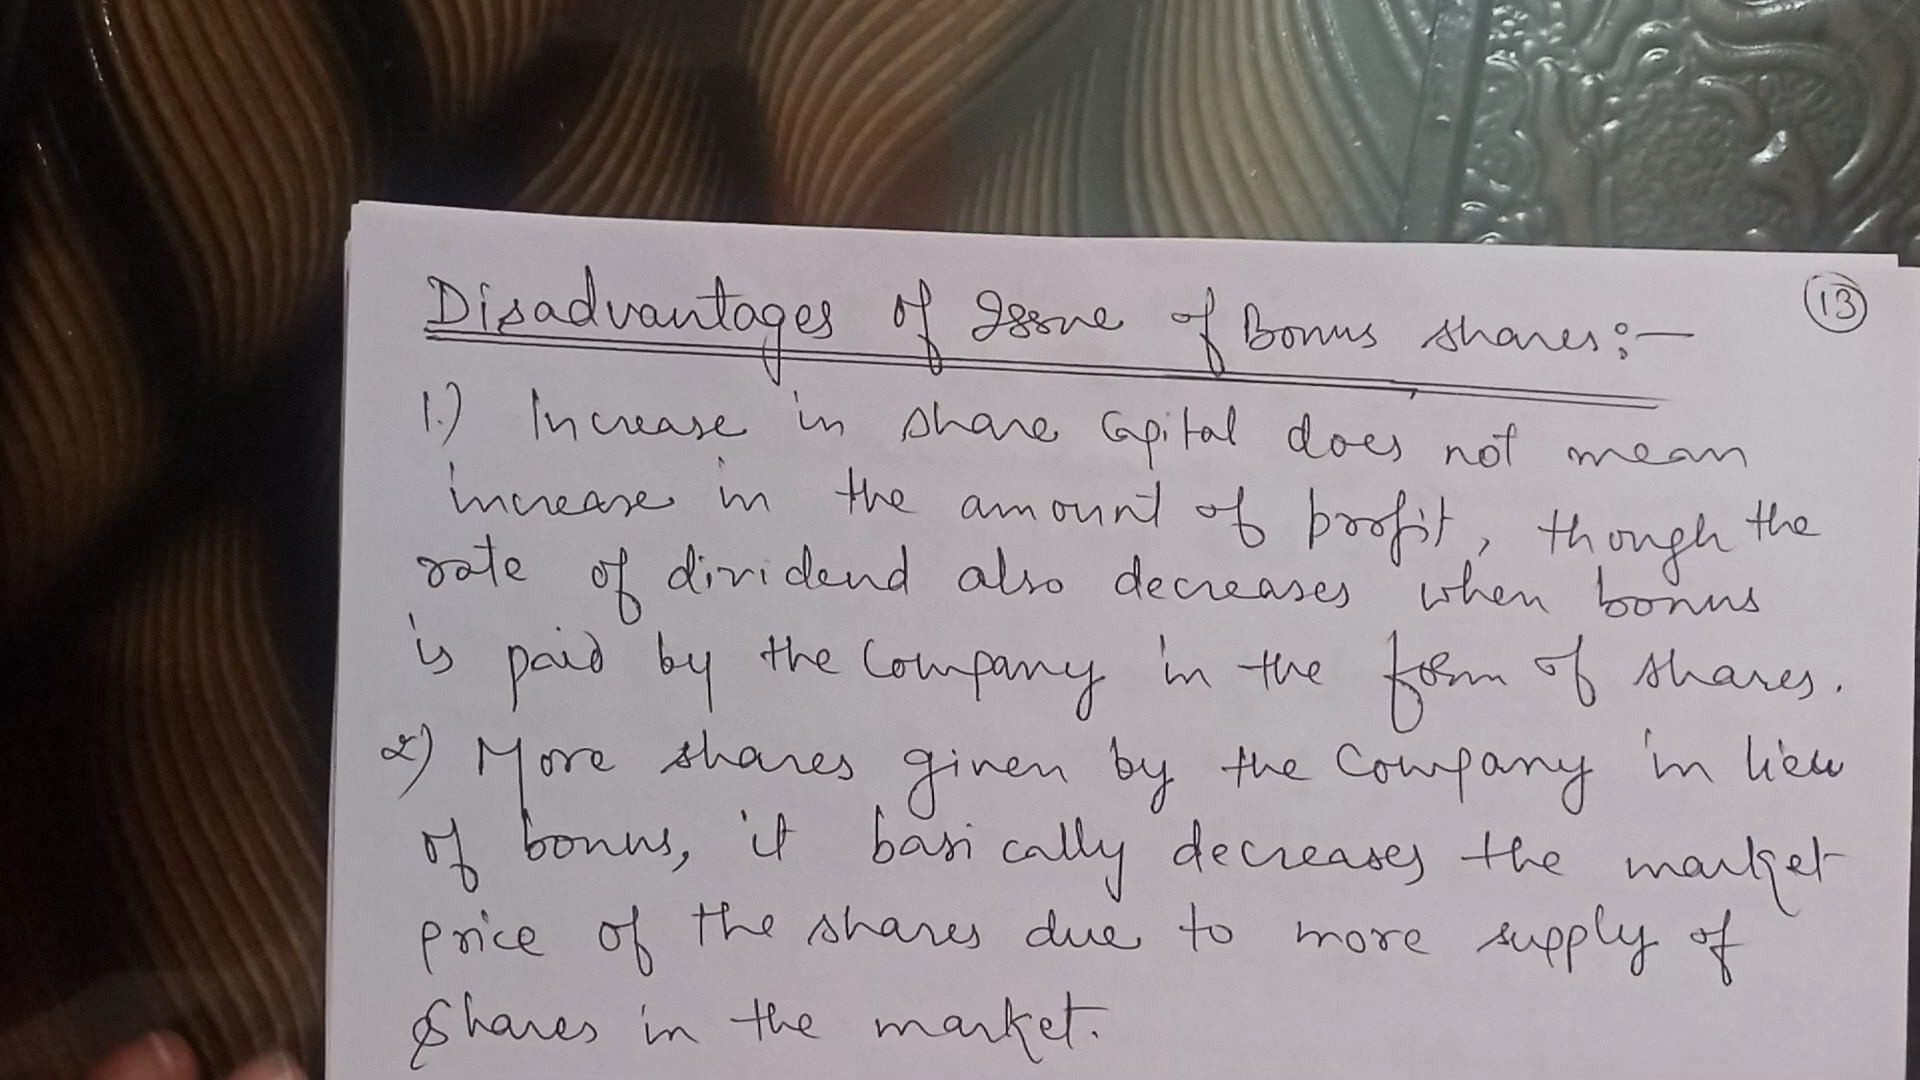 Disadvantages of Issue of Bonus shares:-
13
1.) Increase in share Capital does not mean
increase in the amount of profit, though the
rate of dividend also decreases when bonus
is paid by the Company in the form of shares.
2) More shares given by the Company in lieu
of bonus, it basically decreases the market
price of the shares due to more supply of
Shares in the market.